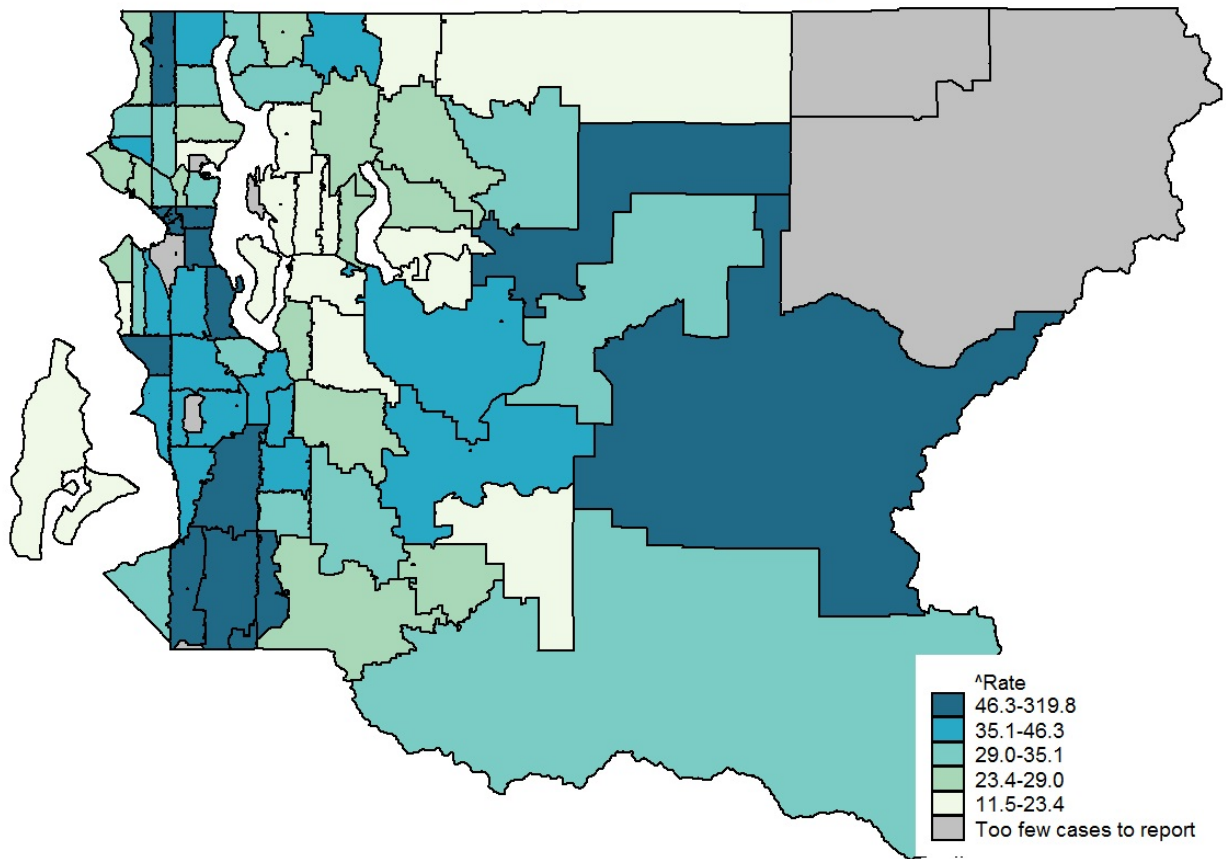 ^Rate
46.3-319.8
35.1-46.3
29.0-35.1
23.4-29.0
11.5-23.4
Too few cases to report